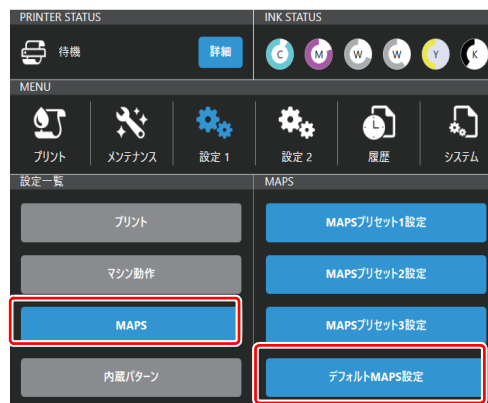 PRINTER STATUS
INK STATUS
待機
詳細
C
M
W
W
Y
K
MENU
プリント
メンテナンス
設定 1
設定 2
履歴
システム
設定一覧
MAPS
プリント
MAPSプリセット1設定
マシン動作
MAPSプリセット2設定
MAPS
MAPSプリセット3設定
内蔵パターン
デフォルトMAPS設定